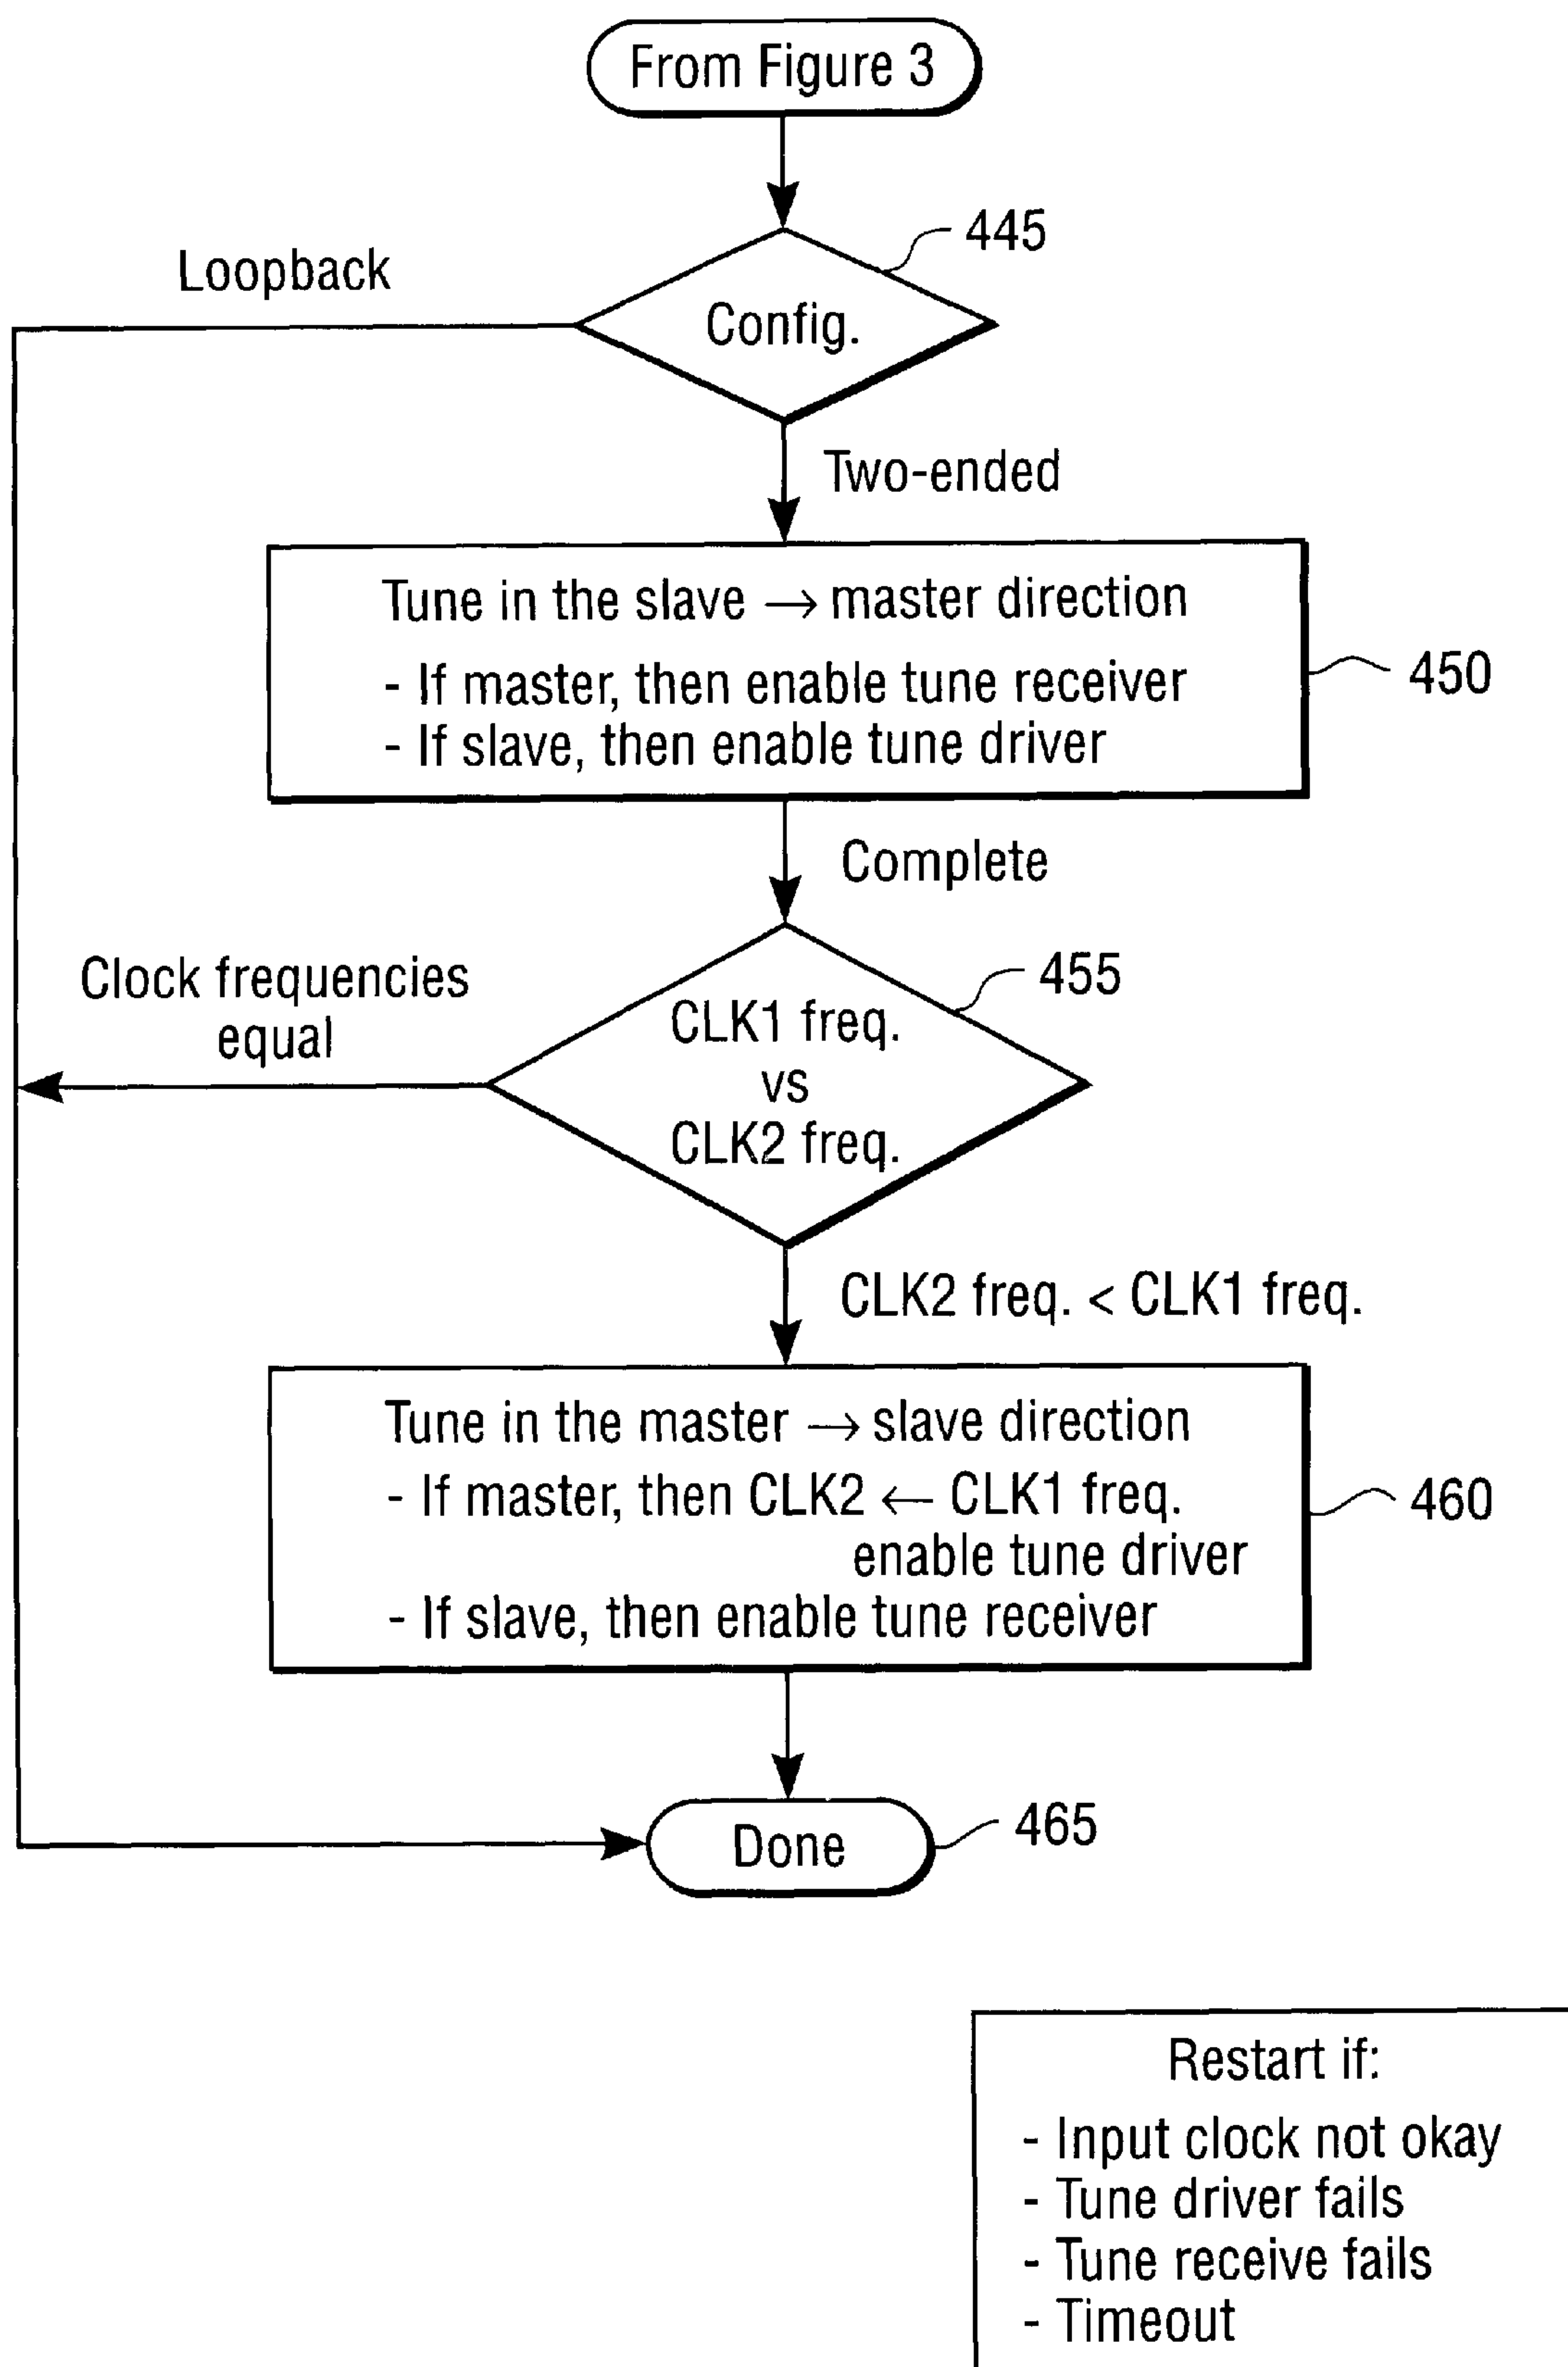 From Figure 3
445
Loopback
Config.
Two-ended
Tune in the slave → master direction
- If master, then enable tune receiver
- If slave, then enable tune driver
450
Complete
455
Clock frequencies
equal
CLK1 freq.
vs
CLK2 freq.
CLK2 freq. < CLK1 freq.
Tune in the master → slave direction
- If master, then CLK2 ← CLK1 freq.
enable tune driver
- If slave, then enable tune receiver
460
Done
465
Restart if:
- Input clock not okay
- Tune driver fails
- Tune receive fails
- Timeout